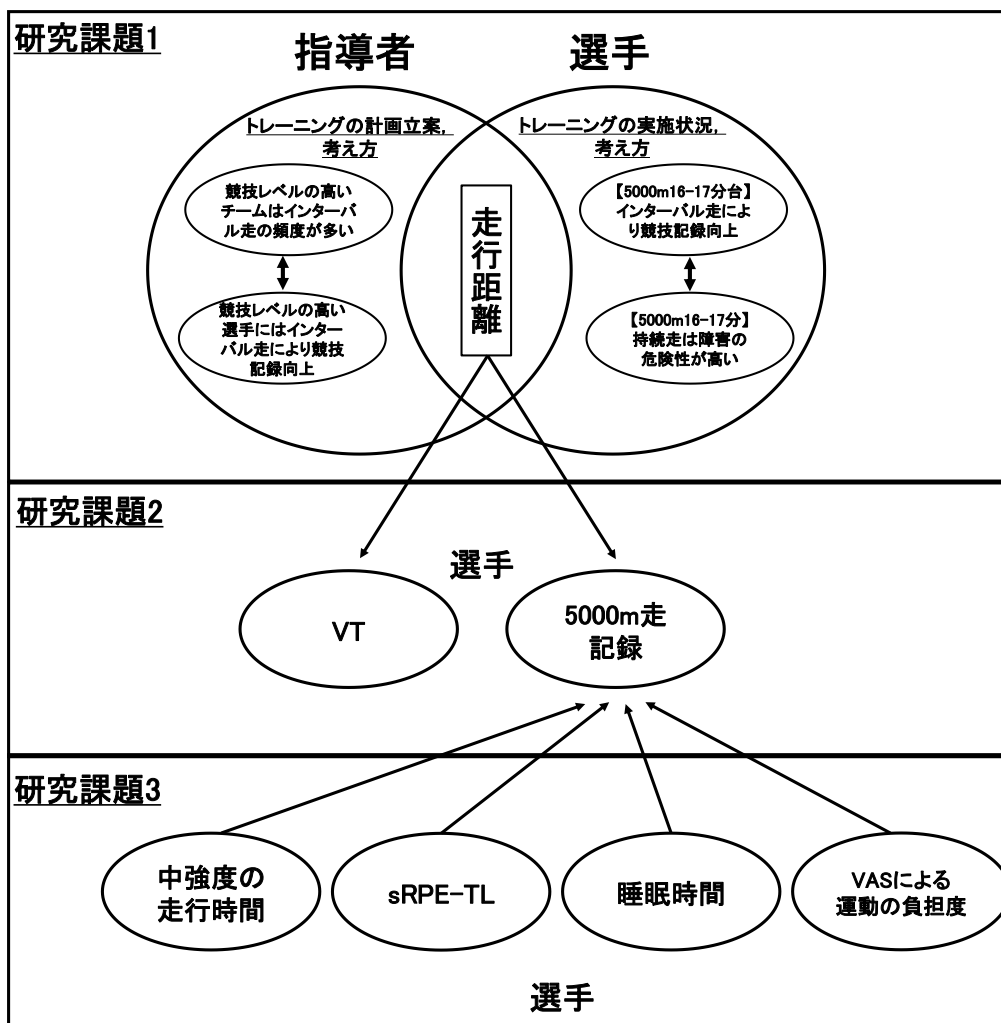 研究課題1
指導者
選手
トレーニングの計画立案,
考え方
トレーニングの実施状況,
考え方
競技レベルの高い
チームはインターバ
ル走の頻度が多い
競技レベルの高い
選手にはインター
バル走により競技
記録向上
走行距離
【5000m16-17分台】
インターバル走によ
り競技記録向上
【5000m16-17分】
持続走は障害の
危険性が高い
研究課題2
選手
VT
5000m走
記録
研究課題3
中強度の
走行時間
sRPE-TL
睡眠時間
VASによる
運動の負担度
選手